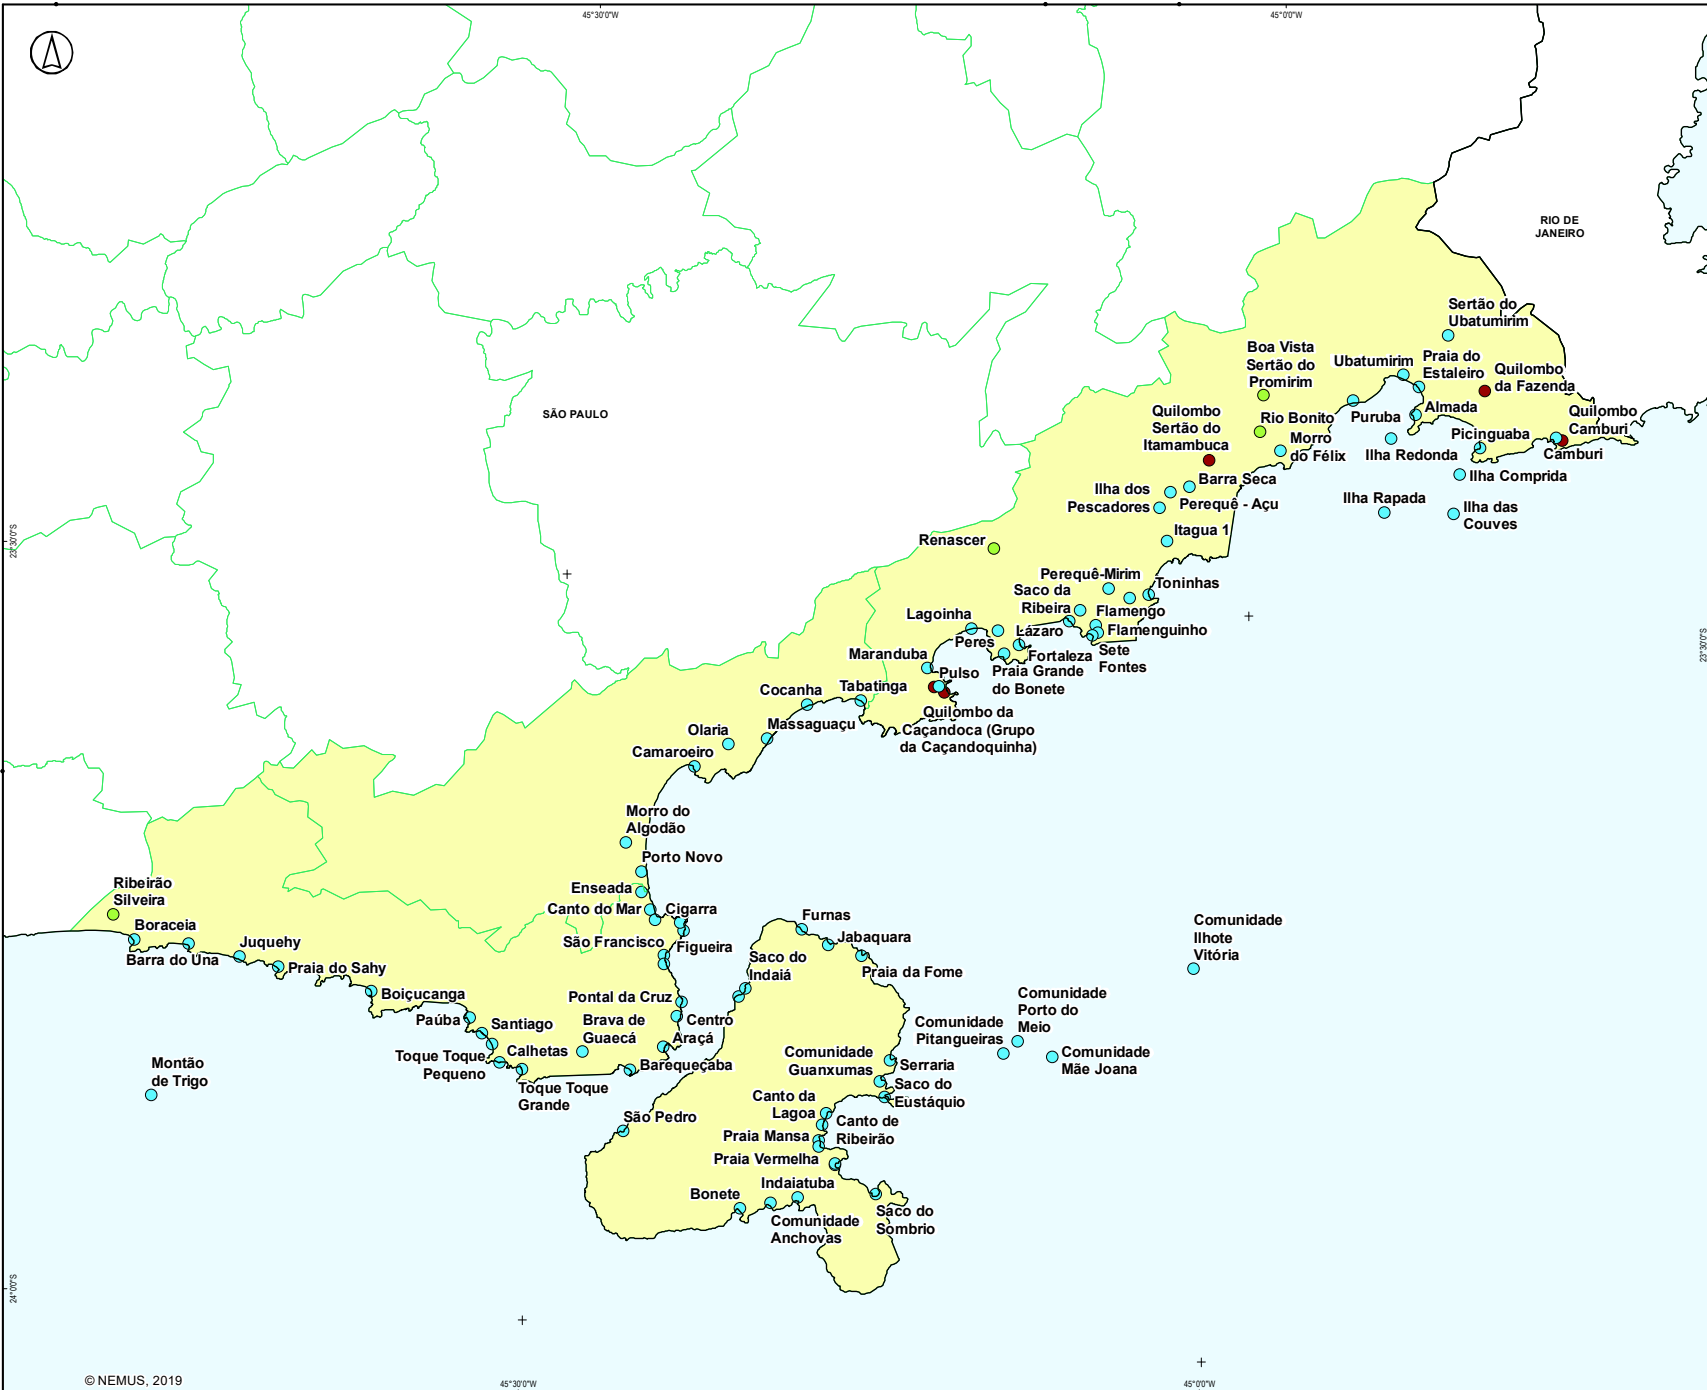 45°30'0"W
45°0'0"W
RIO DE
JANEIRO
SÃO PAULO
Sertão do
Ubatumirim
Boa Vista
Sertão do
Promirim
Ubatumirim
Praia do
Estaleiro
Quilombo
da Fazenda
Quilombo
Sertão do
Itamambuca
Rio Bonito
Puruba
Almada
Quilombo
Camburi
Morro
do Félix
Picinguaba
Ilha Redonda
Camburi
Ilha Comprida
Barra Seca
Ilha dos
Pescadores
Perequê - Açu
Ilha Rapada
Ilha das
Couves
Itagua 1
Renascer
23°30'0"S
Perequê-Mirim
Toninhas
Saco da
Ribeira
Flamengo
Lagoinha
Flamenguinho
Peres
Lázaro
Fortaleza
Sete
Fontes
23°30'0"S
Maranduba
Pulso
Praia Grande
do Bonete
Cocanha
Tabatinga
Quilombo da
Caçandoca (Grupo
da Caçandoquinha)
Massaguaçu
Olaria
Camaroeiro
Morro do
Algodão
Porto Novo
Ribeirão
Silveira
Enseada
Canto do Mar
Cigarra
Boraceia
Juquehy
São Francisco
Figueira
Furnas
Jabaquara
Comunidade
Ilhote
Vitória
Barra do Una
Praia do Sahy
Saco do
Indaiá
Praia da Fome
Boiçucanga
Pontal da Cruz
Comunidade
Porto do
Meio
Paúba
Santiago
Brava de
Guaecá
Centro
Comunidade
Pitangueiras
Araçá
Calhetas
Toque Toque
Pequeno
Comunidade
Guanxumas
Serraria
Comunidade
Mãe Joana
Montão
de Trigo
Barequeçaba
Toque Toque
Grande
Saco do
Eustáquio
Canto da
Lagoa
São Pedro
Canto de
Ribeirão
Praia Mansa
Praia Vermelha
Indaiatuba
Bonete
Saco do
Sombrio
Comunidade
Anchovas
24°0'0"S
© NEMUS, 2019
45°30'0"W
45°0'0"W